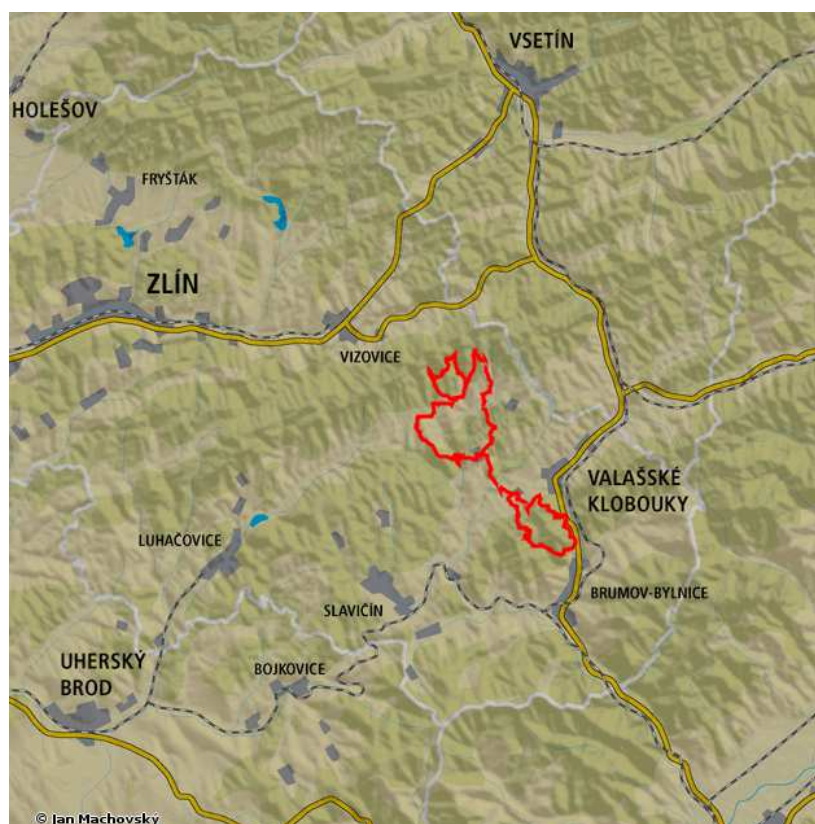 VSETÍN
HOLEŠOV
FRYŠTÁK
ZLÍN
VIZOVICE
VALAŠSKÉ
KLOBOUKY
LUHAČOVICE
BRUMOV-BYLNICE
SLAVIČÍN
UHERSKÝ
BROD
BOJKOVICE
© Jan Machovský